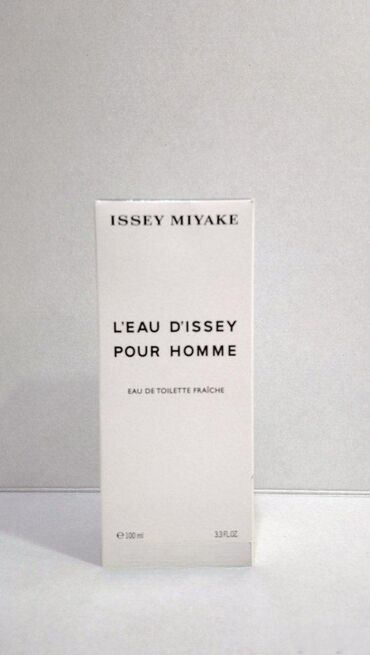 ISSEY MIYAKE
L'EAU D'ISSEY
POUR HOMME
EAU DE TOILETTE FRAÎCHE
℮ 100 ml 3.3 FL.OZ.